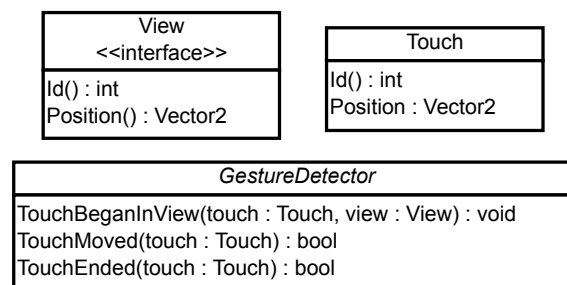 View
<<interface>>
Id() : int
Position() : Vector2
Touch
Id() : int
Position : Vector2
GestureDetector
TouchBeganInView(touch : Touch, view : View) : void
TouchMoved(touch : Touch) : bool
TouchEnded(touch : Touch) : bool